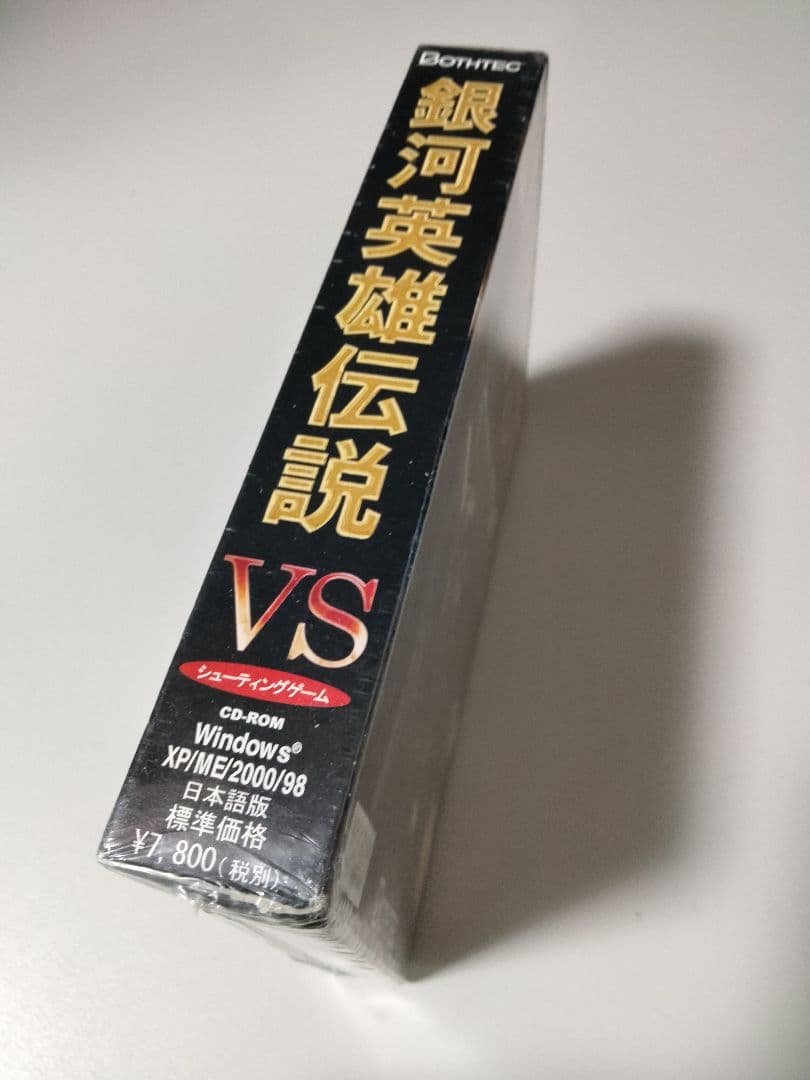 BOTHTEC
銀河英雄伝説
VS
シューティングゲーム
CD-ROM
Windows®
XP/ME/2000/98
日本語版
標準価格
¥7,800(税別)